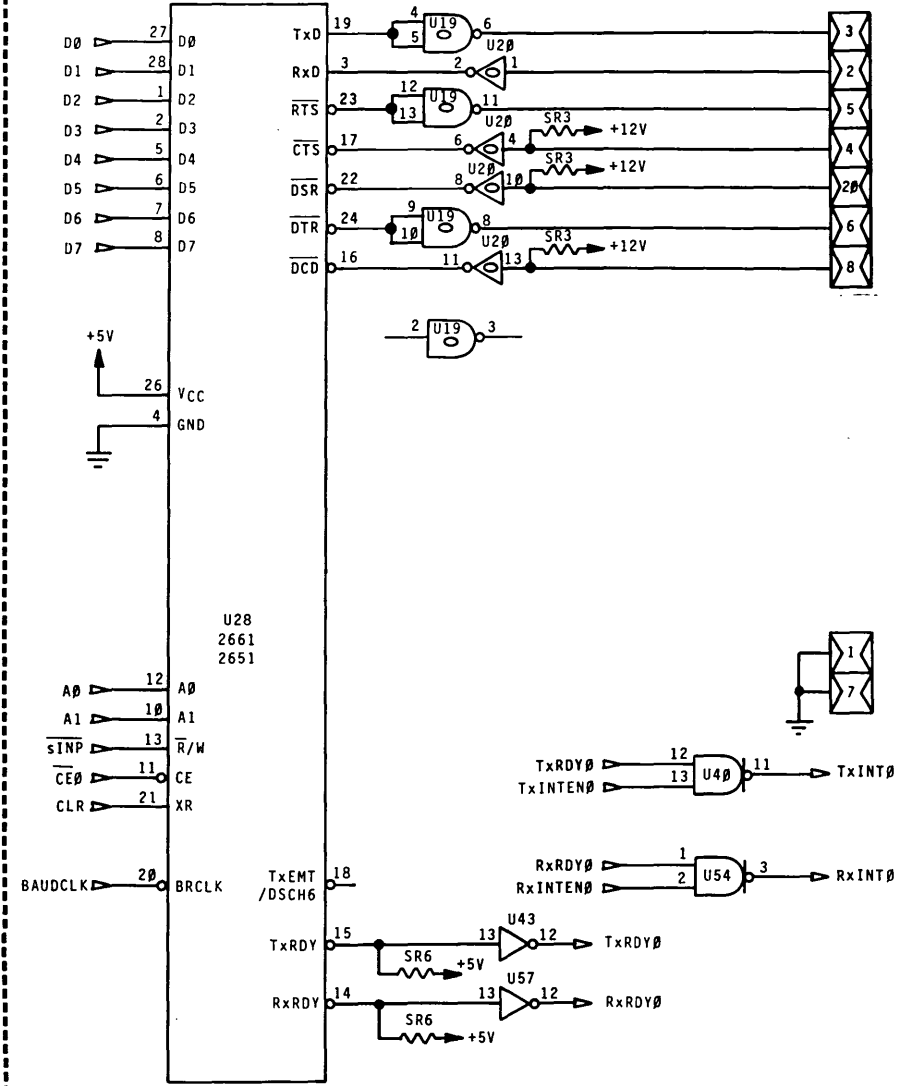 D0 27 D0
D1 28 D1
D2 1 D2
D3 2 D3
D4 5 D4
D5 6 D5
D6 7 D6
D7 8 D7
+5V
26 VCC
4 GND
U28
2661
2651
A0 12 A0
A1 10 A1
sINP 13 R/W
CE0 11 CE
CLR 21 XR
BAUDCLK 20 BRCLK
TxD 19 4 5 U19 6 3
RxD 3 2 U20 1 2
RTS 23 12 13 U19 11 5
CTS 17 6 U20 4 SR3 +12V 4
DSR 22 8 U20 10 SR3 +12V 20
DTR 24 9 10 U19 8 6
DCD 16 11 U20 13 SR3 +12V 8
2 U19 3
1
7
TxRDY0 12
TxINTEN0 13 U40 11 TxINT0
RxRDY0 1
RxINTEN0 2 U54 3 RxINT0
TxEMT 18
/DSCH6
TxRDY 15 13 U43 12 TxRDY0
SR6 +5V
RxRDY 14 13 U57 12 RxRDY0
SR6 +5V